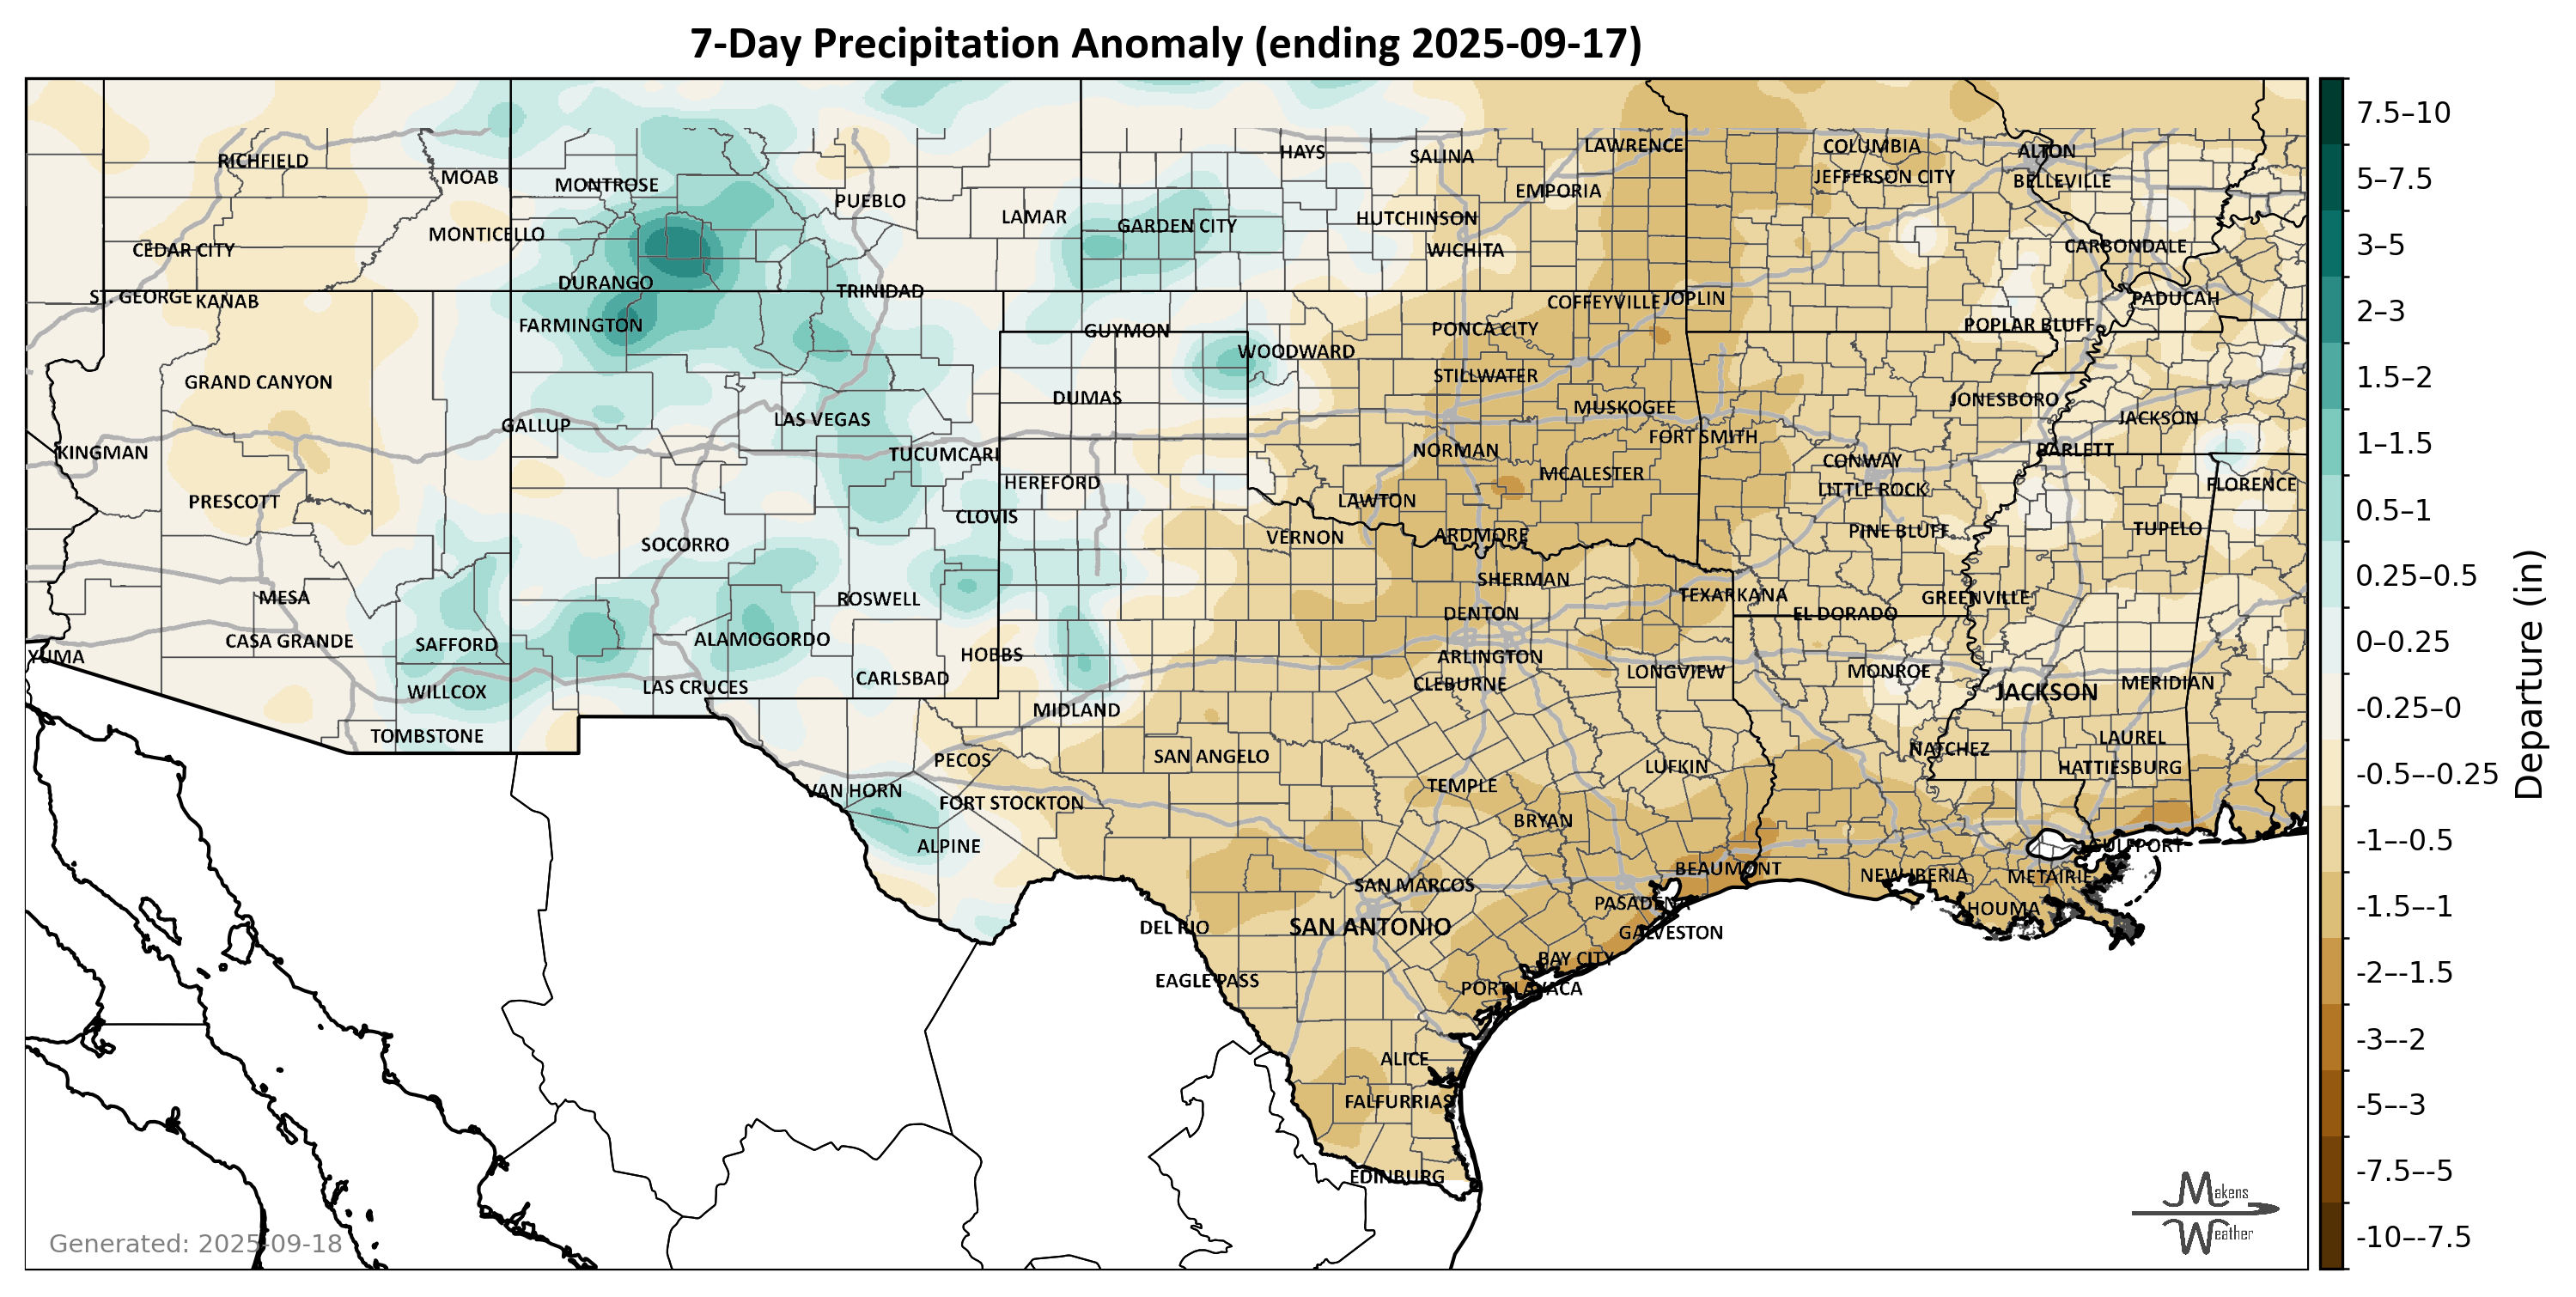 7-Day Precipitation Anomaly (ending 2025-09-17)
RICHFIELD
MOAB
MONTROSE
PUEBLO
LAMAR
HAYS
SALINA
LAWRENCE
COLUMBIA
ALTON
EMPORIA
JEFFERSON CITY
BELLEVILLE
CEDAR CITY
MONTICELLO
GARDEN CITY
HUTCHINSON
WICHITA
CARBONDALE
DURANGO
TRINIDAD
ST. GEORGE
KANAB
FARMINGTON
GUYMON
COFFEYVILLE
JOPLIN
PADUCAH
PONCA CITY
POPLAR BLUFF
WOODWARD
GRAND CANYON
STILLWATER
DUMAS
MUSKOGEE
JONESBORO
JACKSON
LAS VEGAS
GALLUP
FORT SMITH
KINGMAN
TUCUMCARI
NORMAN
BARLETT
CONWAY
MCALESTER
HEREFORD
LITTLE ROCK
FLORENCE
PRESCOTT
LAWTON
CLOVIS
PINE BLUFF
TUPELO
SOCORRO
VERNON
ARDMORE
SHERMAN
MESA
ROSWELL
TEXARKANA
GREENVILLE
DENTON
EL DORADO
CASA GRANDE
SAFFORD
ALAMOGORDO
YUMA
HOBBS
ARLINGTON
LONGVIEW
MONROE
CARLSBAD
CLEBURNE
MERIDIAN
WILLCOX
LAS CRUCES
JACKSON
MIDLAND
TOMBSTONE
LAUREL
NATCHEZ
PECOS
SAN ANGELO
LUFKIN
HATTIESBURG
VAN HORN
FORT STOCKTON
TEMPLE
BRYAN
ALPINE
GULFPORT
BEAUMONT
NEW IBERIA
METAIRIE
SAN MARCOS
PASADENA
HOUMA
DEL RIO
SAN ANTONIO
GALVESTON
BAY CITY
EAGLE PASS
PORT LAVACA
ALICE
FALFURRIAS
EDINBURG
Generated: 2025-09-18
Makens
Weather
7.5–10
5–7.5
3–5
2–3
1.5–2
1–1.5
0.5–1
0.25–0.5
0–0.25
-0.25–0
-0.5–-0.25
-1–-0.5
-1.5–-1
-2–-1.5
-3–-2
-5–-3
-7.5–-5
-10–-7.5
Departure (in)